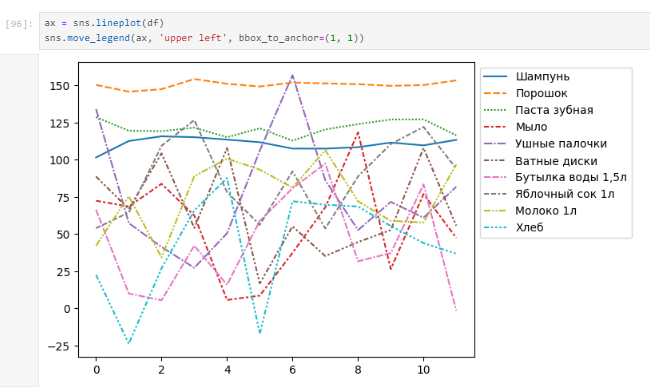 [96]: ax = sns.lineplot(df)
sns.move_legend(ax, 'upper left', bbox_to_anchor=(1, 1))
150
125
100
75
50
25
0
−25
0 2 4 6 8 10
Шампунь
Порошок
Паста зубная
Мыло
Ушные палочки
Ватные диски
Бутылка воды 1,5л
Яблочный сок 1л
Молоко 1л
Хлеб